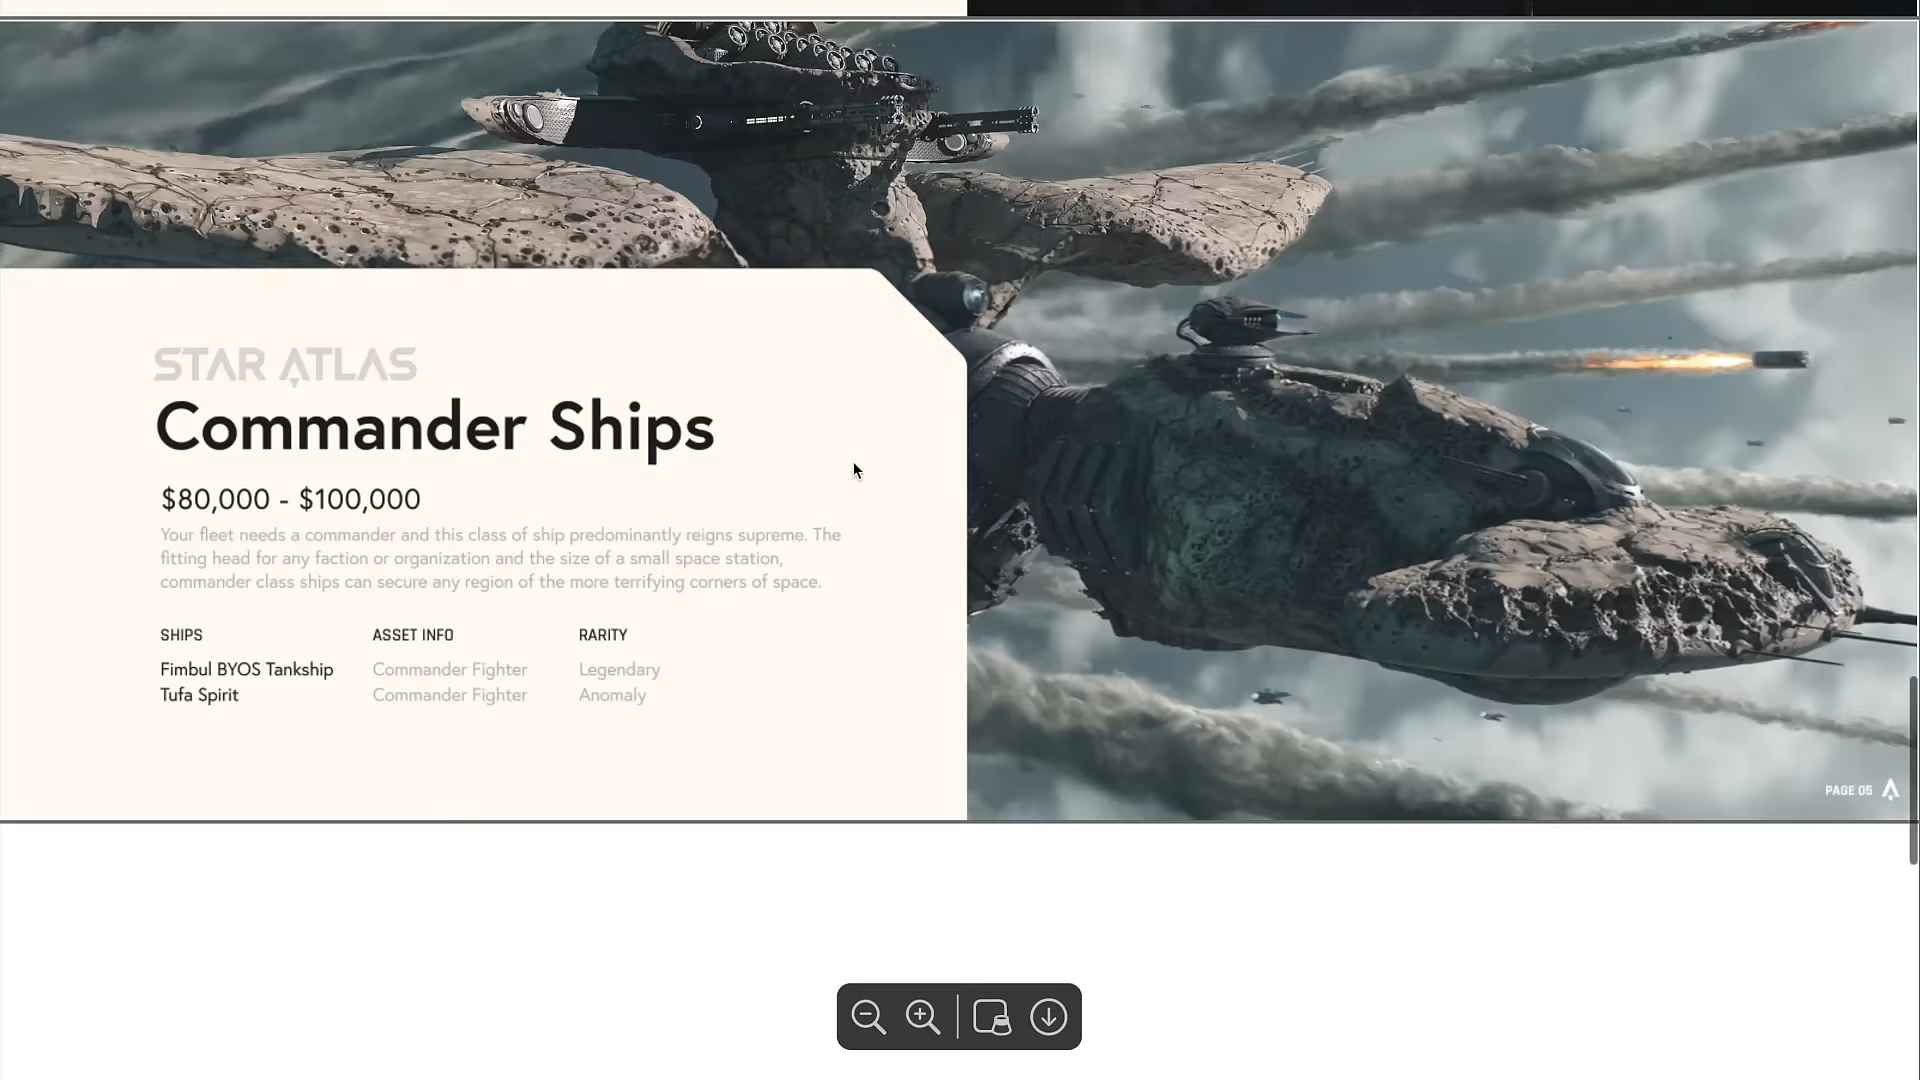 STAR ATLAS
Commander Ships
$80,000 - $100,000
Your fleet needs a commander and this class of ship predominantly reigns supreme. The
fitting head for any faction or organization and the size of a small space station,
commander class ships can secure any region of the more terrifying corners of space.
SHIPS ASSET INFO RARITY
Fimbul BYOS Tankship Commander Fighter Legendary
Tufa Spirit Commander Fighter Anomaly
PAGE 05